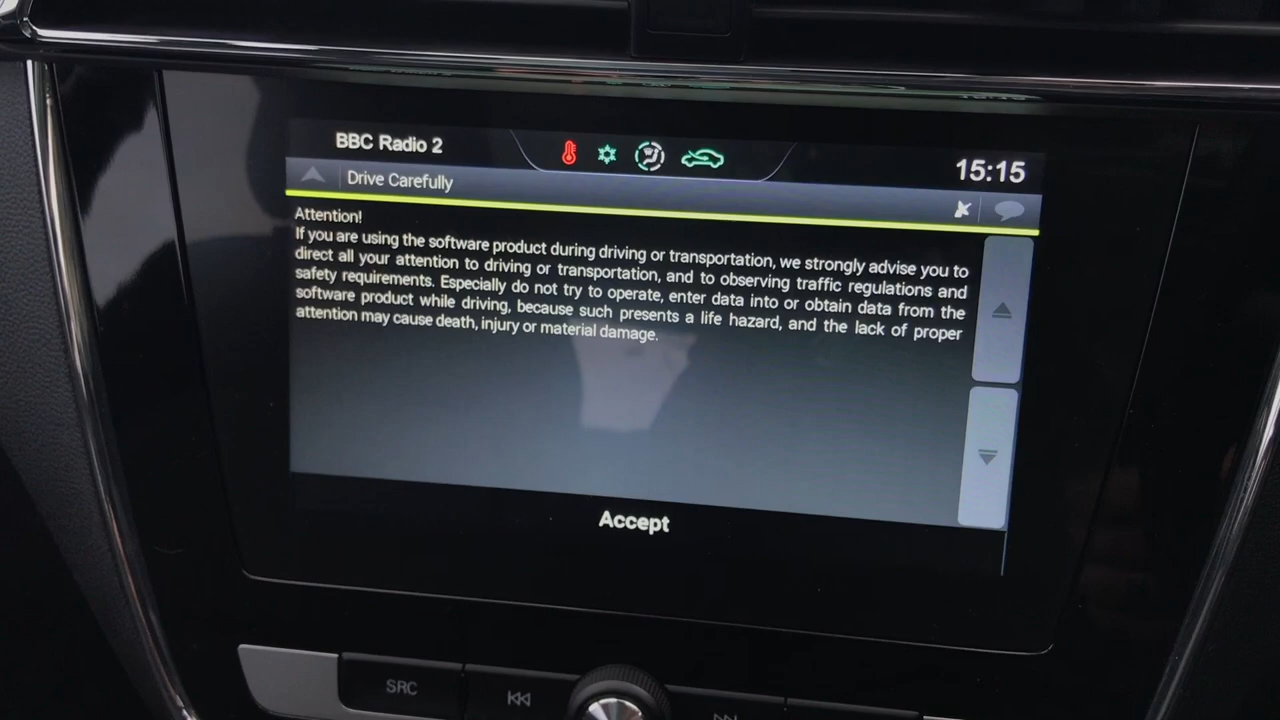 BBC Radio 2
15:15
Drive Carefully
Attention!
If you are using the software product during driving or transportation, we strongly advise you to
direct all your attention to driving or transportation, and to observing traffic regulations and
safety requirements. Especially do not try to operate, enter data into or obtain data from the
software product while driving, because such presents a life hazard, and the lack of proper
attention may cause death, injury or material damage.
Accept
SRC